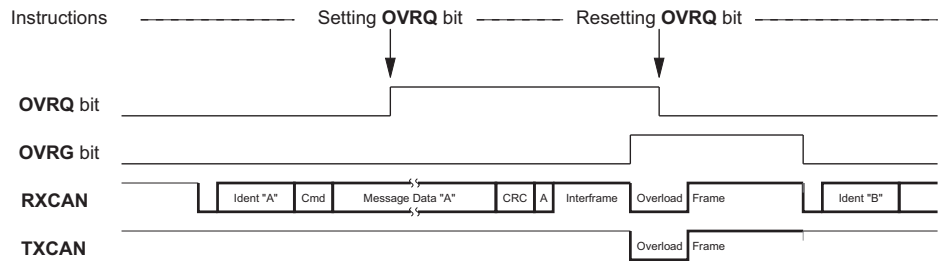 Instructions Setting OVRQ bit Resetting OVRQ bit
OVRQ bit
OVRG bit
RXCAN Ident "A" Cmd Message Data "A" CRC A Interframe Overload Frame Ident "B"
TXCAN Overload Frame